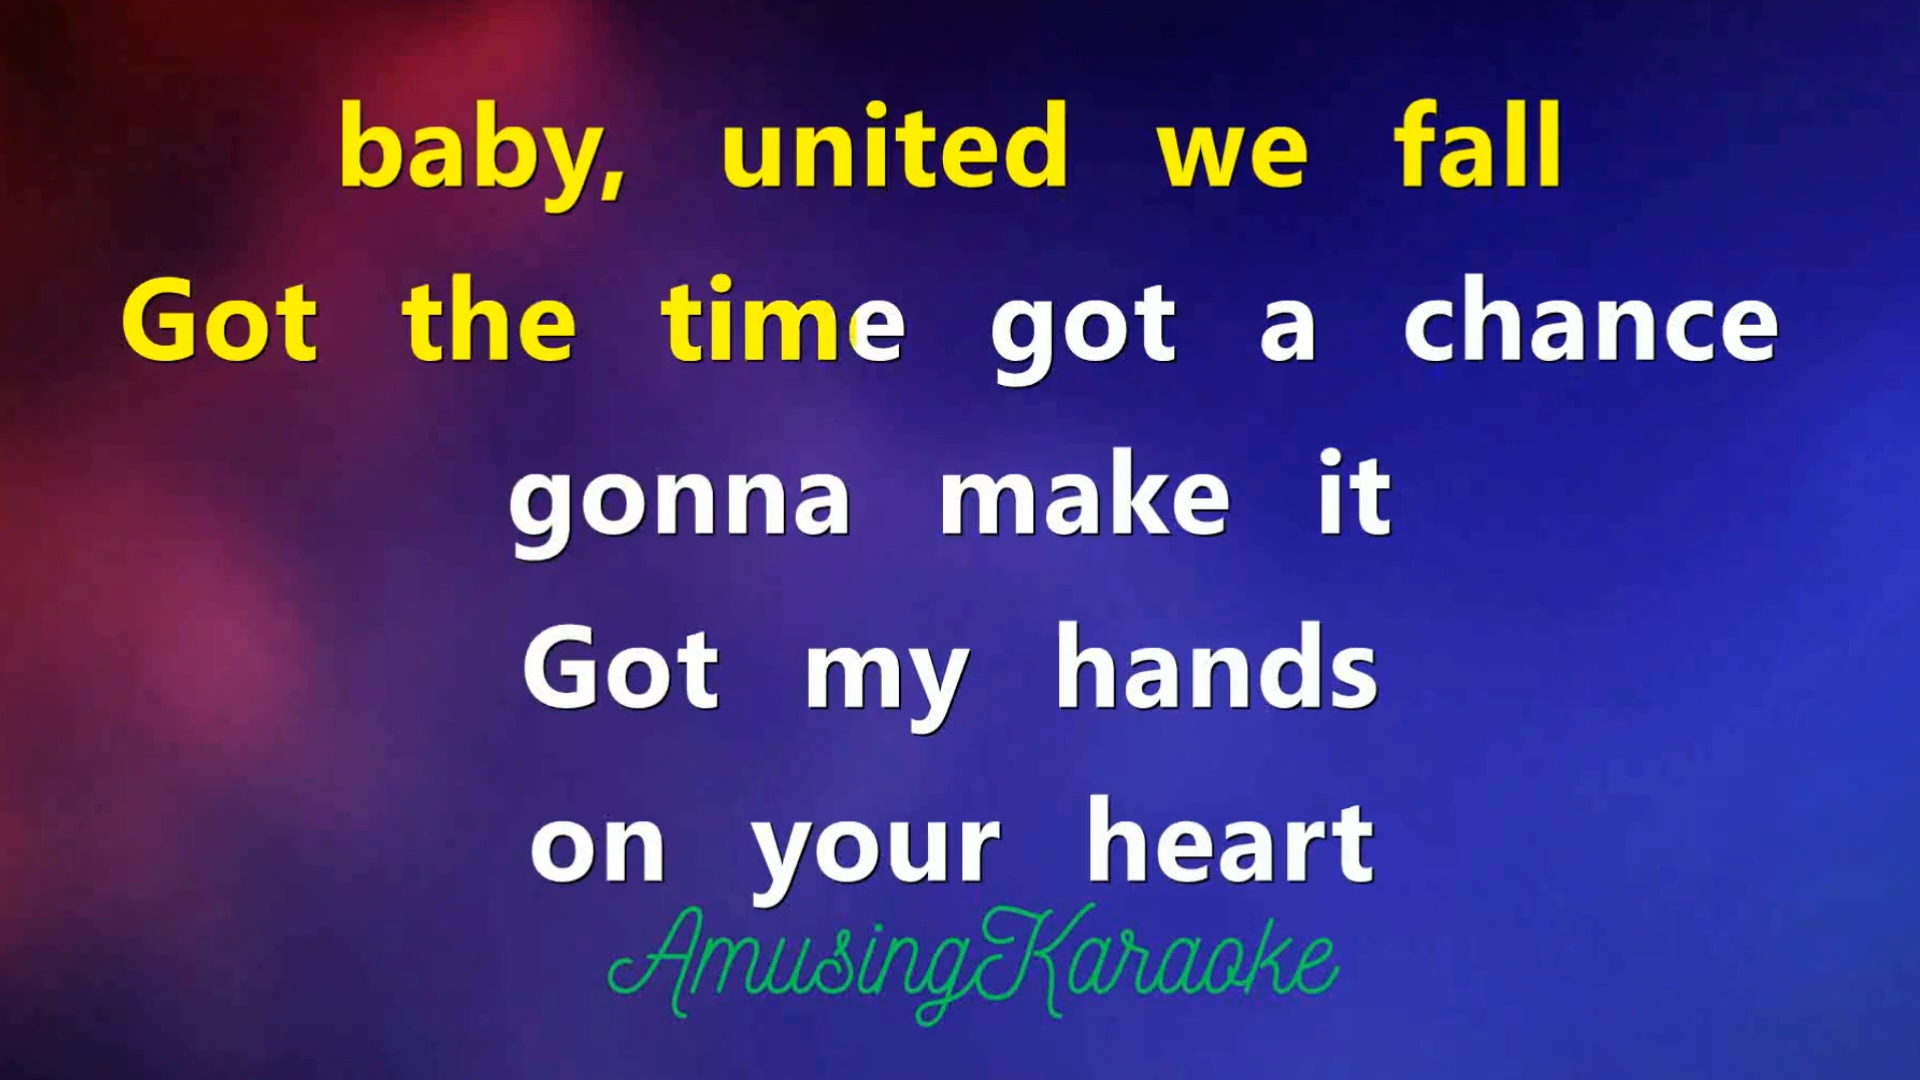 baby, united we fall
Got the time got a chance
gonna make it
Got my hands
on your heart
AmusingKaraoke